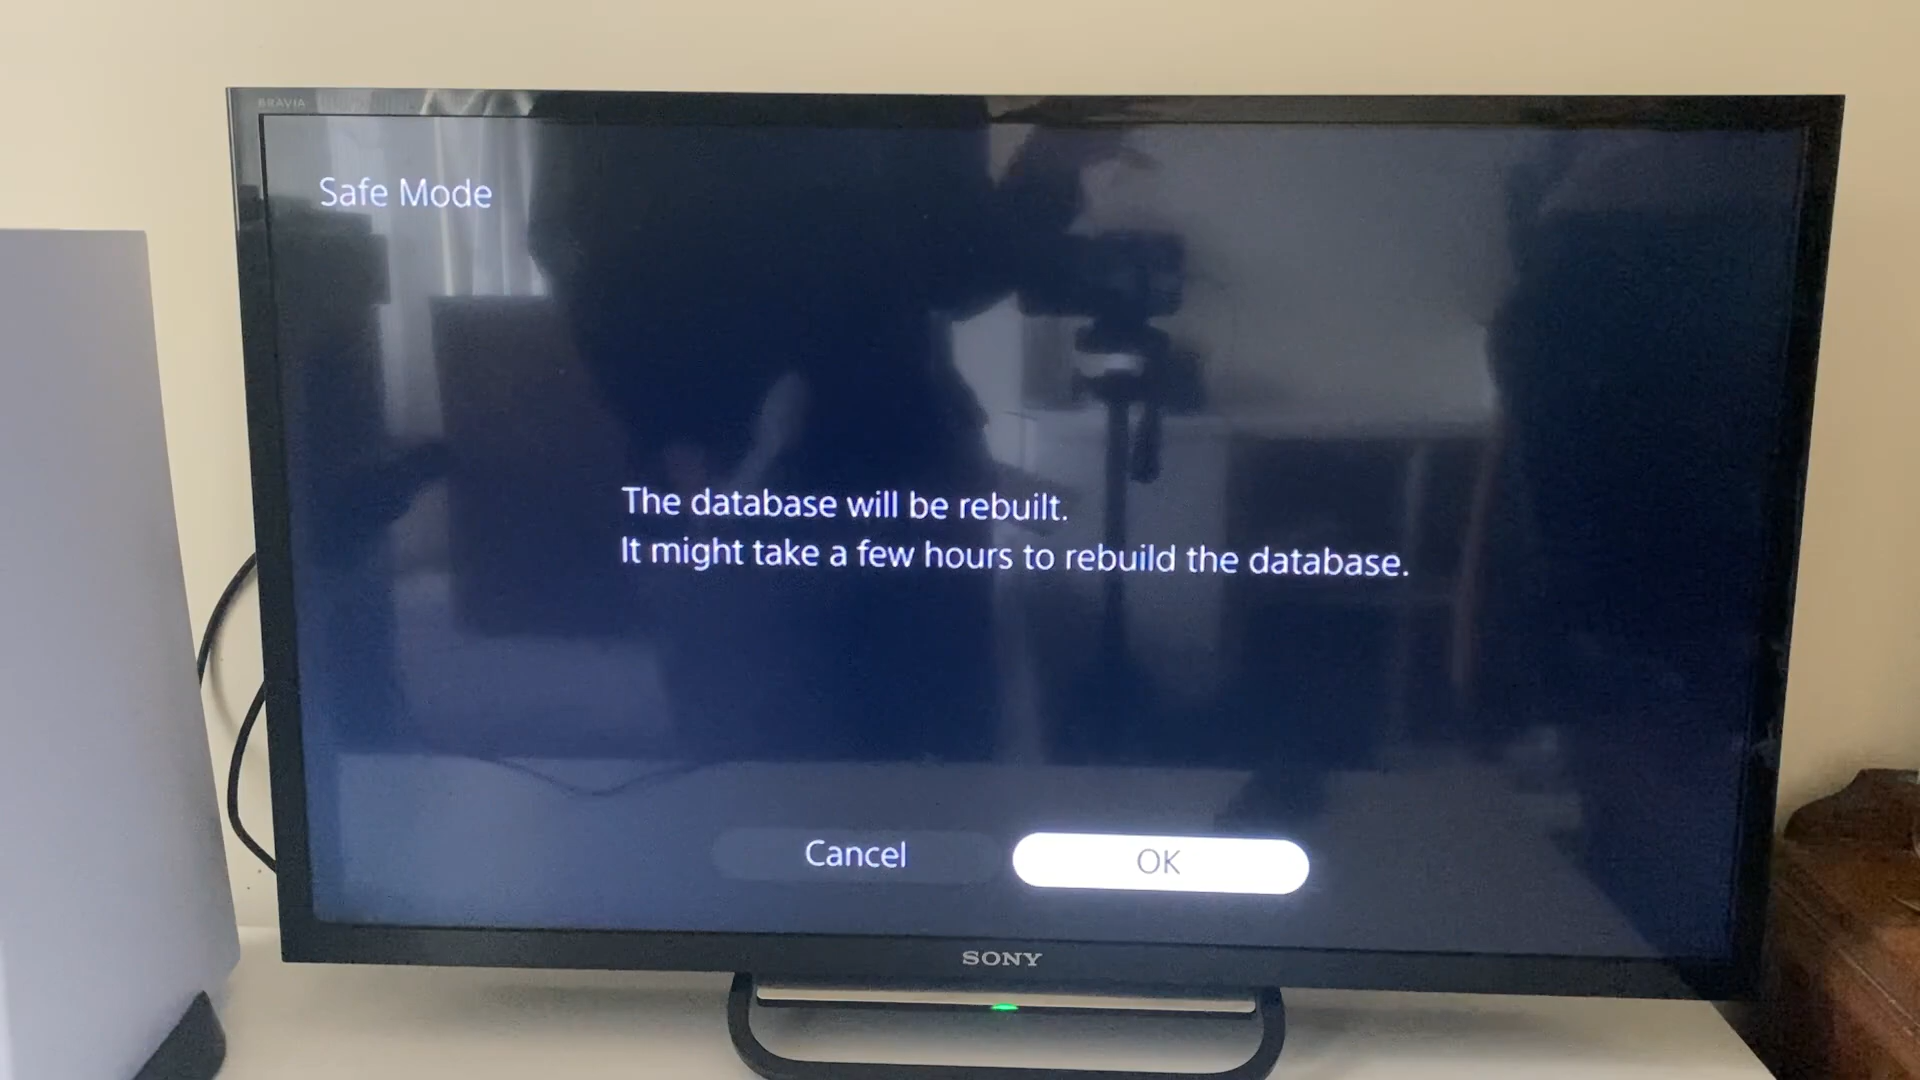 BRAVIA
Safe Mode
The database will be rebuilt.
It might take a few hours to rebuild the database.
Cancel
OK
SONY